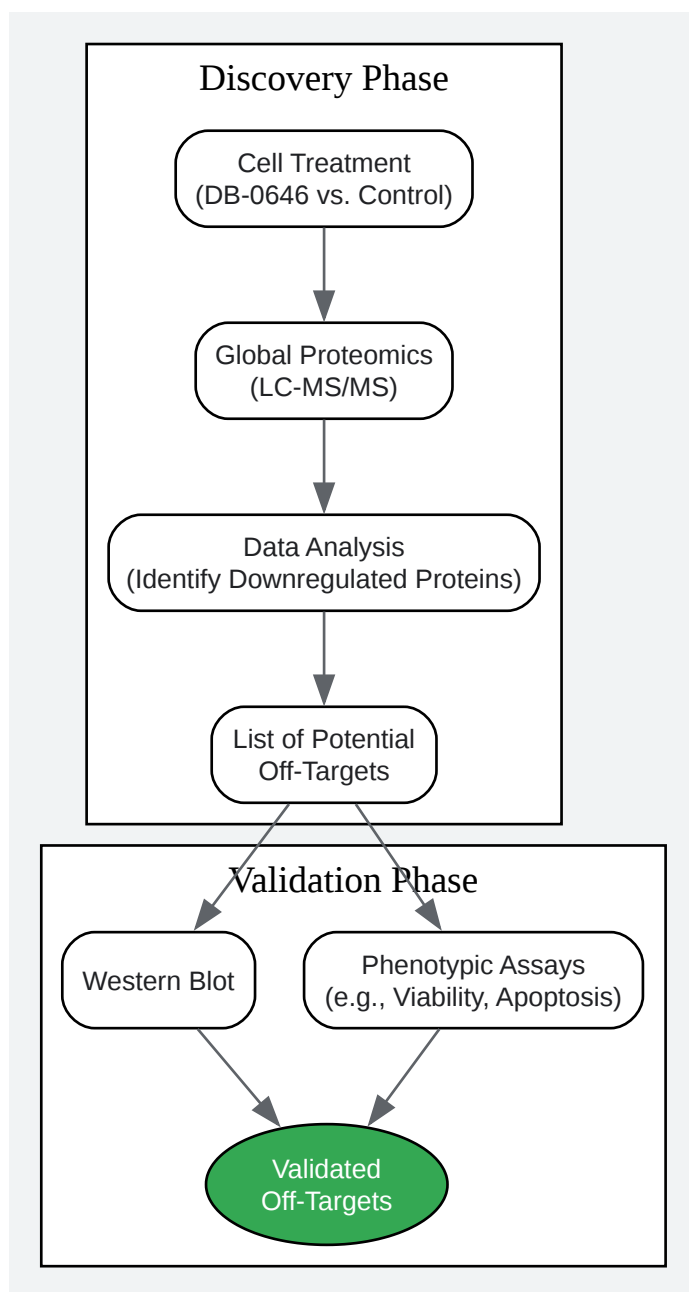 Discovery Phase
Cell Treatment
(DB-0646 vs. Control)
Global Proteomics
(LC-MS/MS)
Data Analysis
(Identify Downregulated Proteins)
List of Potential
Off-Targets
Validation Phase
Western Blot
Phenotypic Assays
(e.g., Viability, Apoptosis)
Validated
Off-Targets